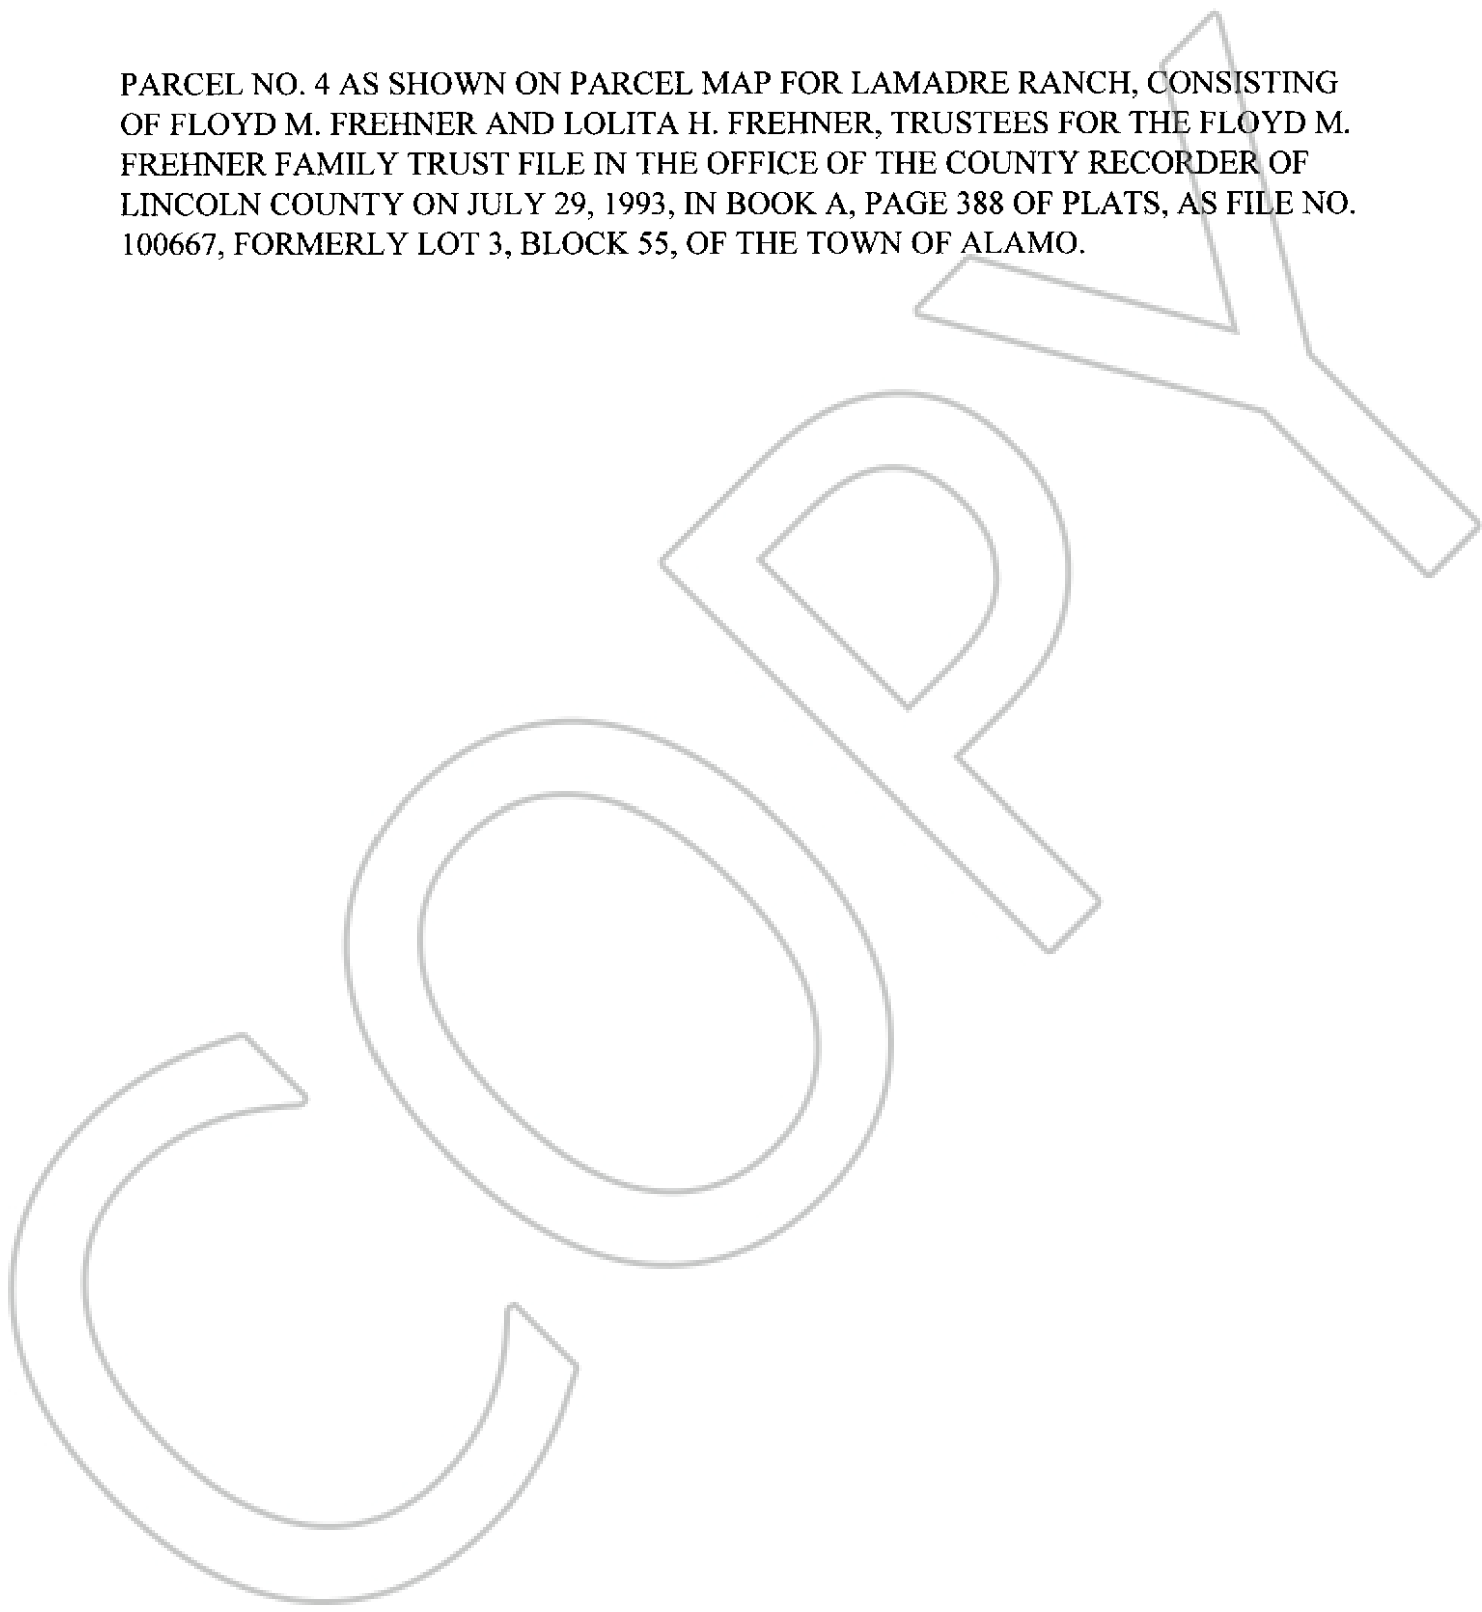 PARCEL NO. 4 AS SHOWN ON PARCEL MAP FOR LAMADRE RANCH, CONSISTING
OF FLOYD M. FREHNER AND LOLITA H. FREHNER, TRUSTEES FOR THE FLOYD M.
FREHNER FAMILY TRUST FILE IN THE OFFICE OF THE COUNTY RECORDER OF
LINCOLN COUNTY ON JULY 29, 1993, IN BOOK A, PAGE 388 OF PLATS, AS FILE NO.
100667, FORMERLY LOT 3, BLOCK 55, OF THE TOWN OF ALAMO.
COPY